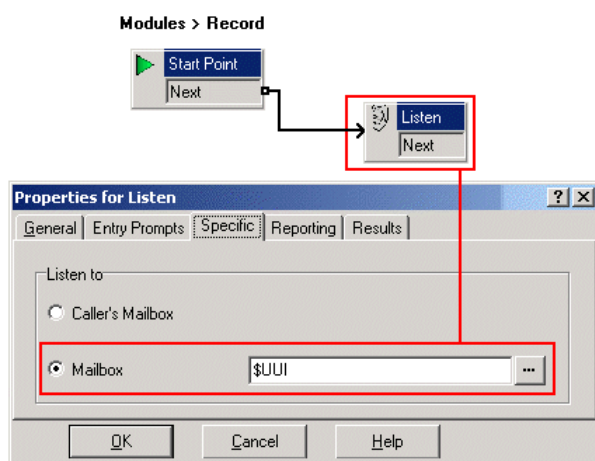 Modules > Record
Start Point
Next
Listen
Next
Properties for Listen
? X
General Entry Prompts Specific Reporting Results
Listen to
Caller's Mailbox
Mailbox $UUI ...
OK Cancel Help